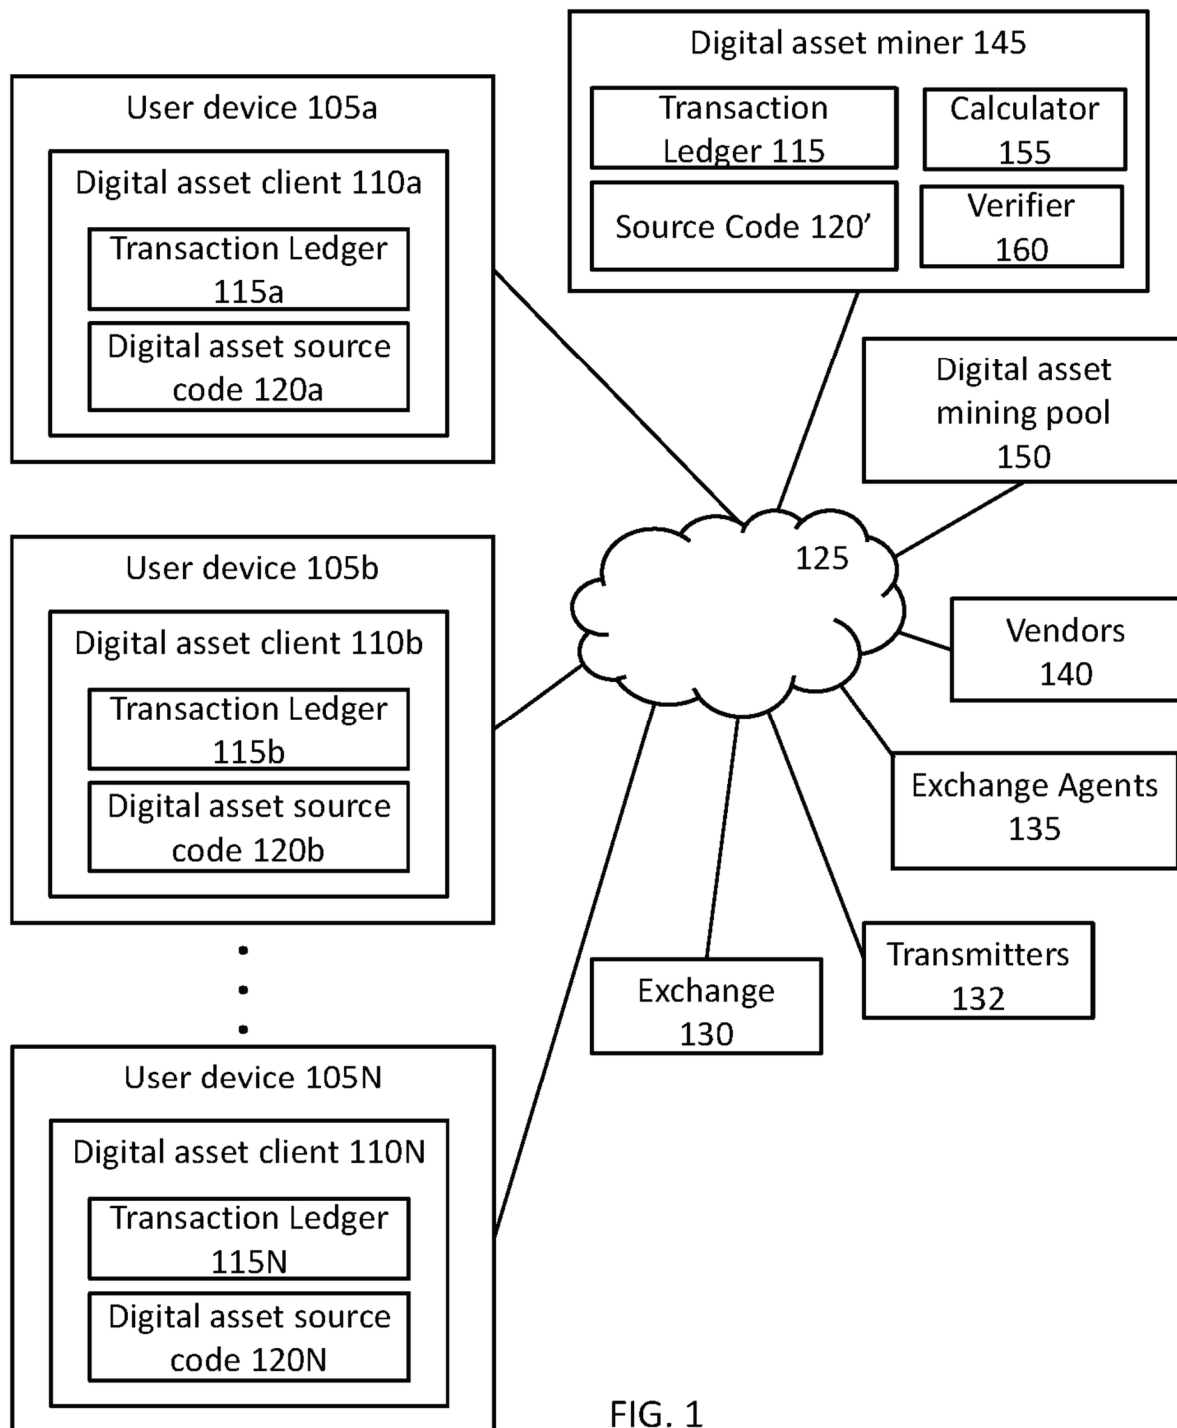 User device 105a
Digital asset client 110a
Transaction Ledger
115a
Digital asset source
code 120a
User device 105b
Digital asset client 110b
Transaction Ledger
115b
Digital asset source
code 120b
User device 105N
Digital asset client 110N
Transaction Ledger
115N
Digital asset source
code 120N
Digital asset miner 145
Transaction
Ledger 115
Calculator
155
Source Code 120’
Verifier
160
Digital asset
mining pool
150
125
Vendors
140
Exchange Agents
135
Transmitters
132
Exchange
130
FIG. 1